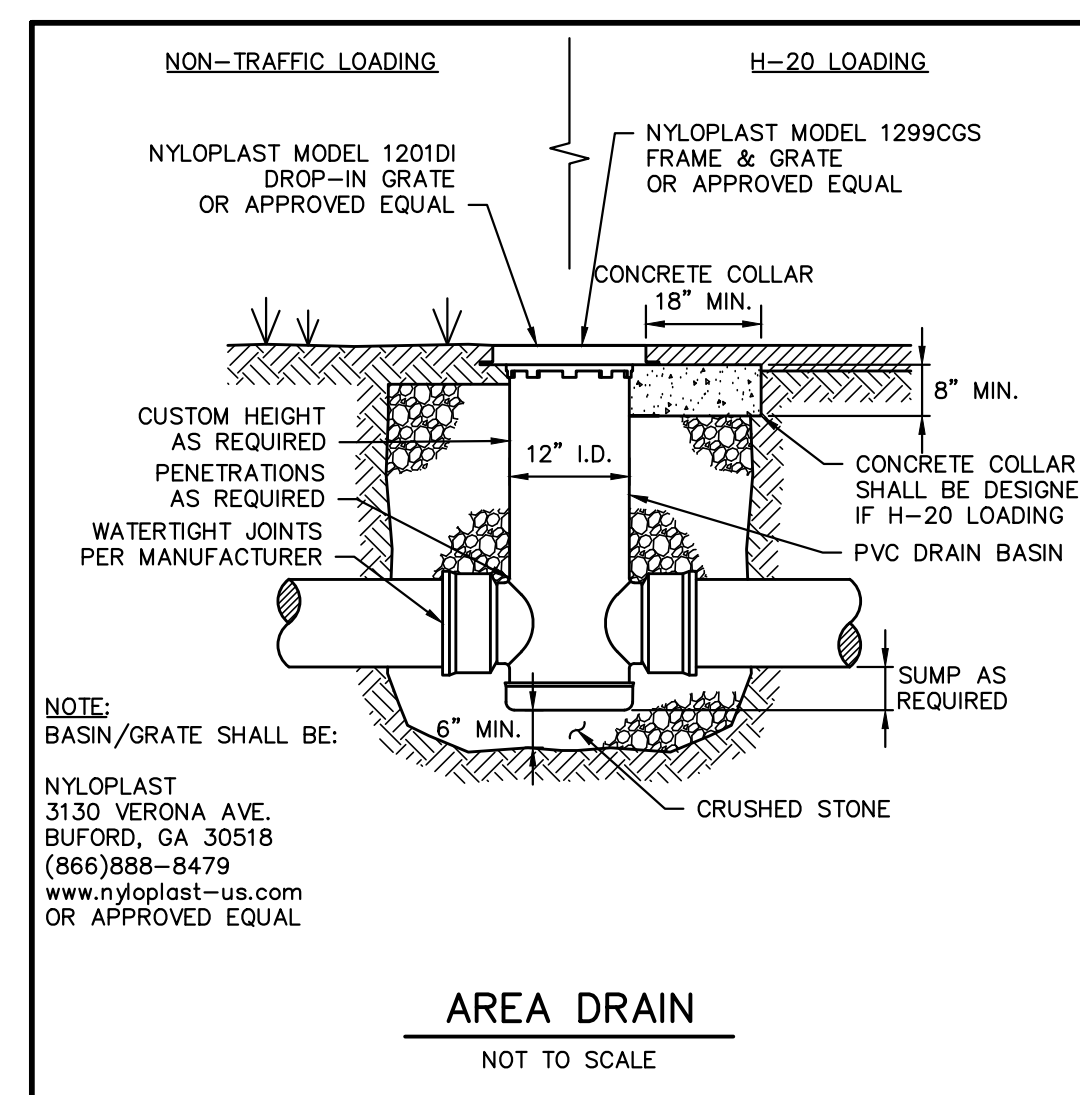 NON-TRAFFIC LOADING
H-20 LOADING
NYLOPLAST MODEL 1201DI
DROP-IN GRATE
OR APPROVED EQUAL
NYLOPLAST MODEL 1299CGS
FRAME & GRATE
OR APPROVED EQUAL
CONCRETE COLLAR
18" MIN.
8" MIN.
CUSTOM HEIGHT
AS REQUIRED
PENETRATIONS
AS REQUIRED
WATERTIGHT JOINTS
PER MANUFACTURER
12" I.D.
CONCRETE COLLAR
SHALL BE DESIGNE
IF H-20 LOADING
PVC DRAIN BASIN
SUMP AS
REQUIRED
6" MIN.
CRUSHED STONE
NOTE:
BASIN/GRATE SHALL BE:
NYLOPLAST
3130 VERONA AVE.
BUFORD, GA 30518
(866)888-8479
www.nyloplast-us.com
OR APPROVED EQUAL
AREA DRAIN
NOT TO SCALE